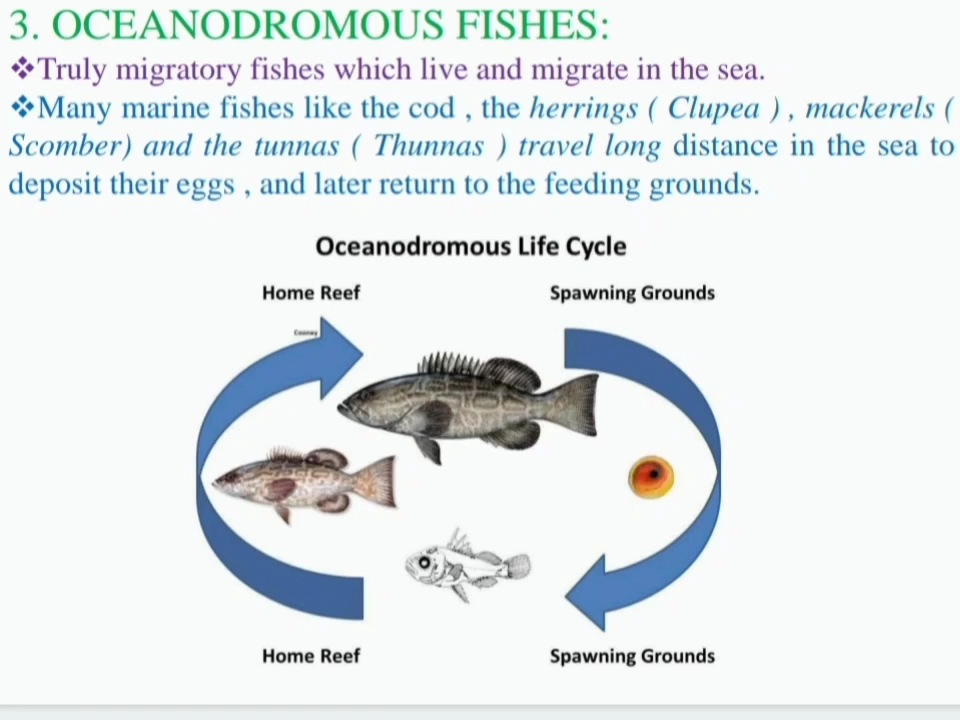 3. OCEANODROMOUS FISHES:
❖Truly migratory fishes which live and migrate in the sea.
❖Many marine fishes like the cod , the herrings ( Clupea ) , mackerels (
Scomber) and the tunnas ( Thunnas ) travel long distance in the sea to
deposit their eggs , and later return to the feeding grounds.
Oceanodromous Life Cycle
Home Reef Spawning Grounds
Home Reef Spawning Grounds